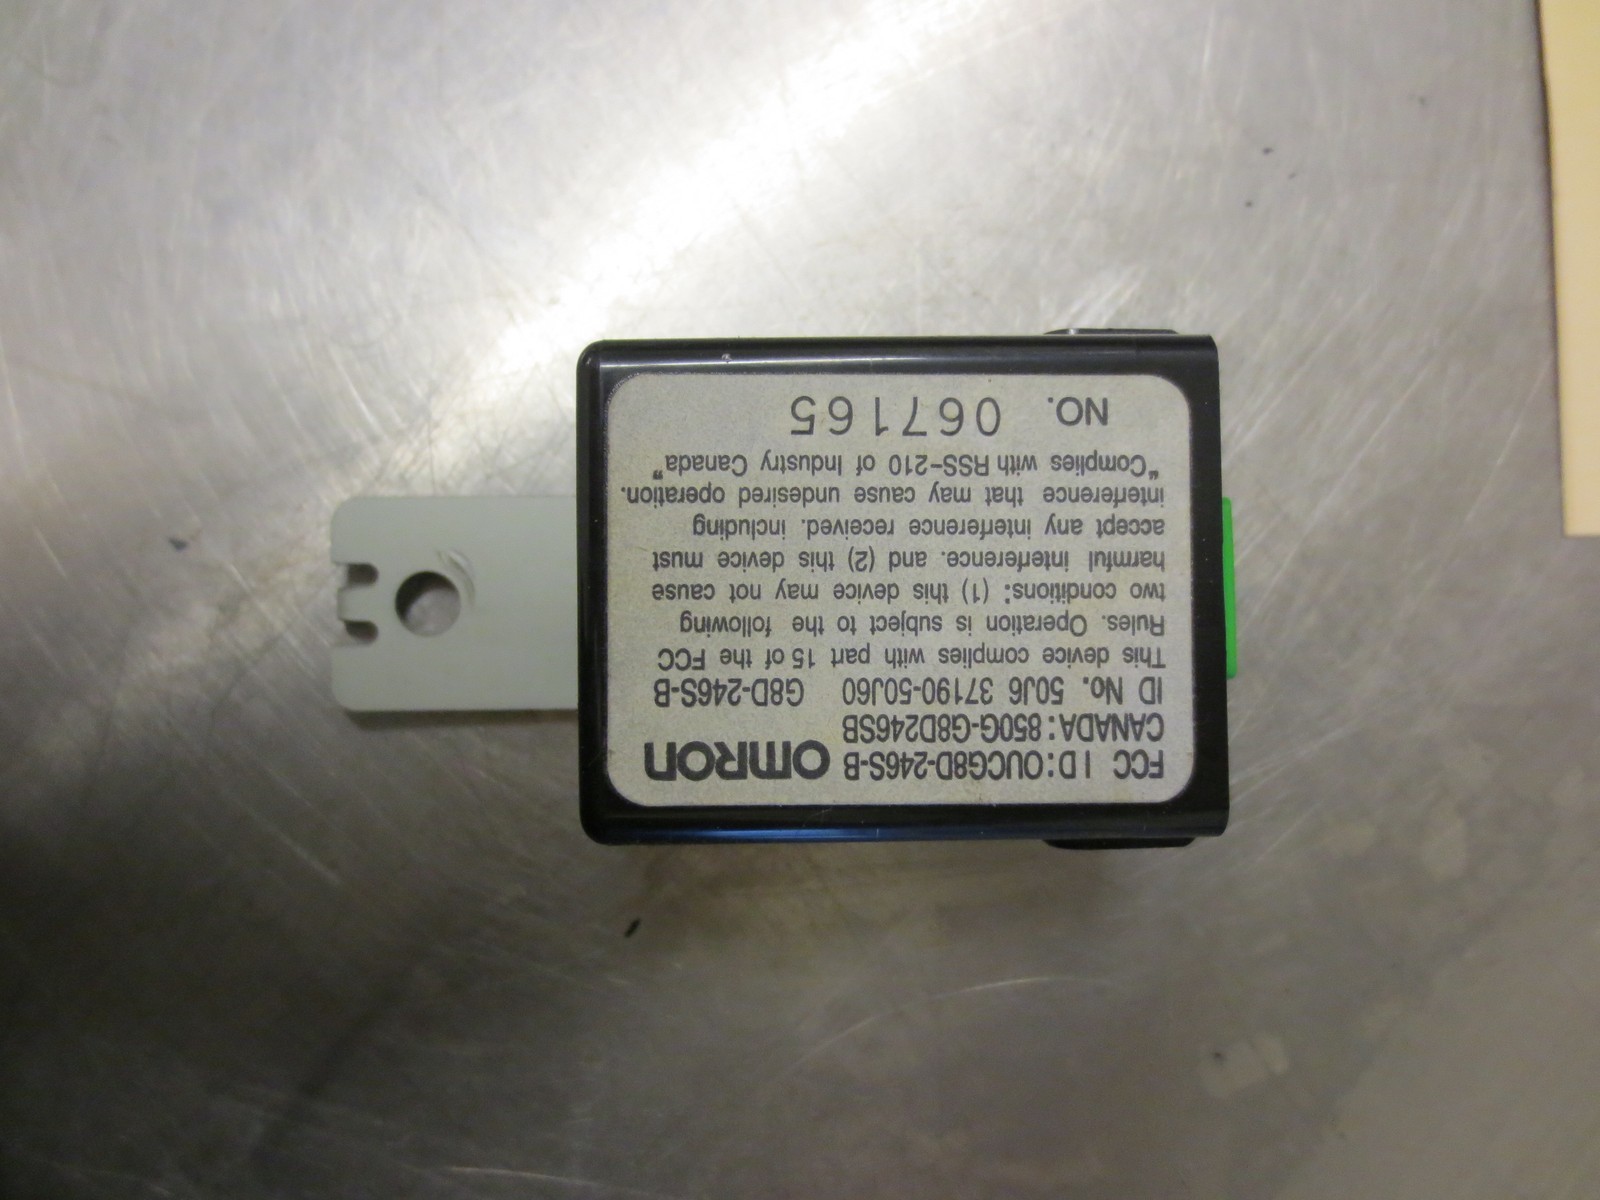 FCC ID:OUCG8D-246S-B OMRON
CANADA:850G-G8D246SB
ID No. 50J6 37190-50J60 G8D-246S-B
This device complies with part 15 of the FCC
Rules. Operation is subject to the following
two conditions: (1) this device may not cause
harmful interference. and (2) this device must
accept any interference received. including
interference that may cause undesired operation.
"Complies with RSS-210 of Industry Canada"
NO. 067165